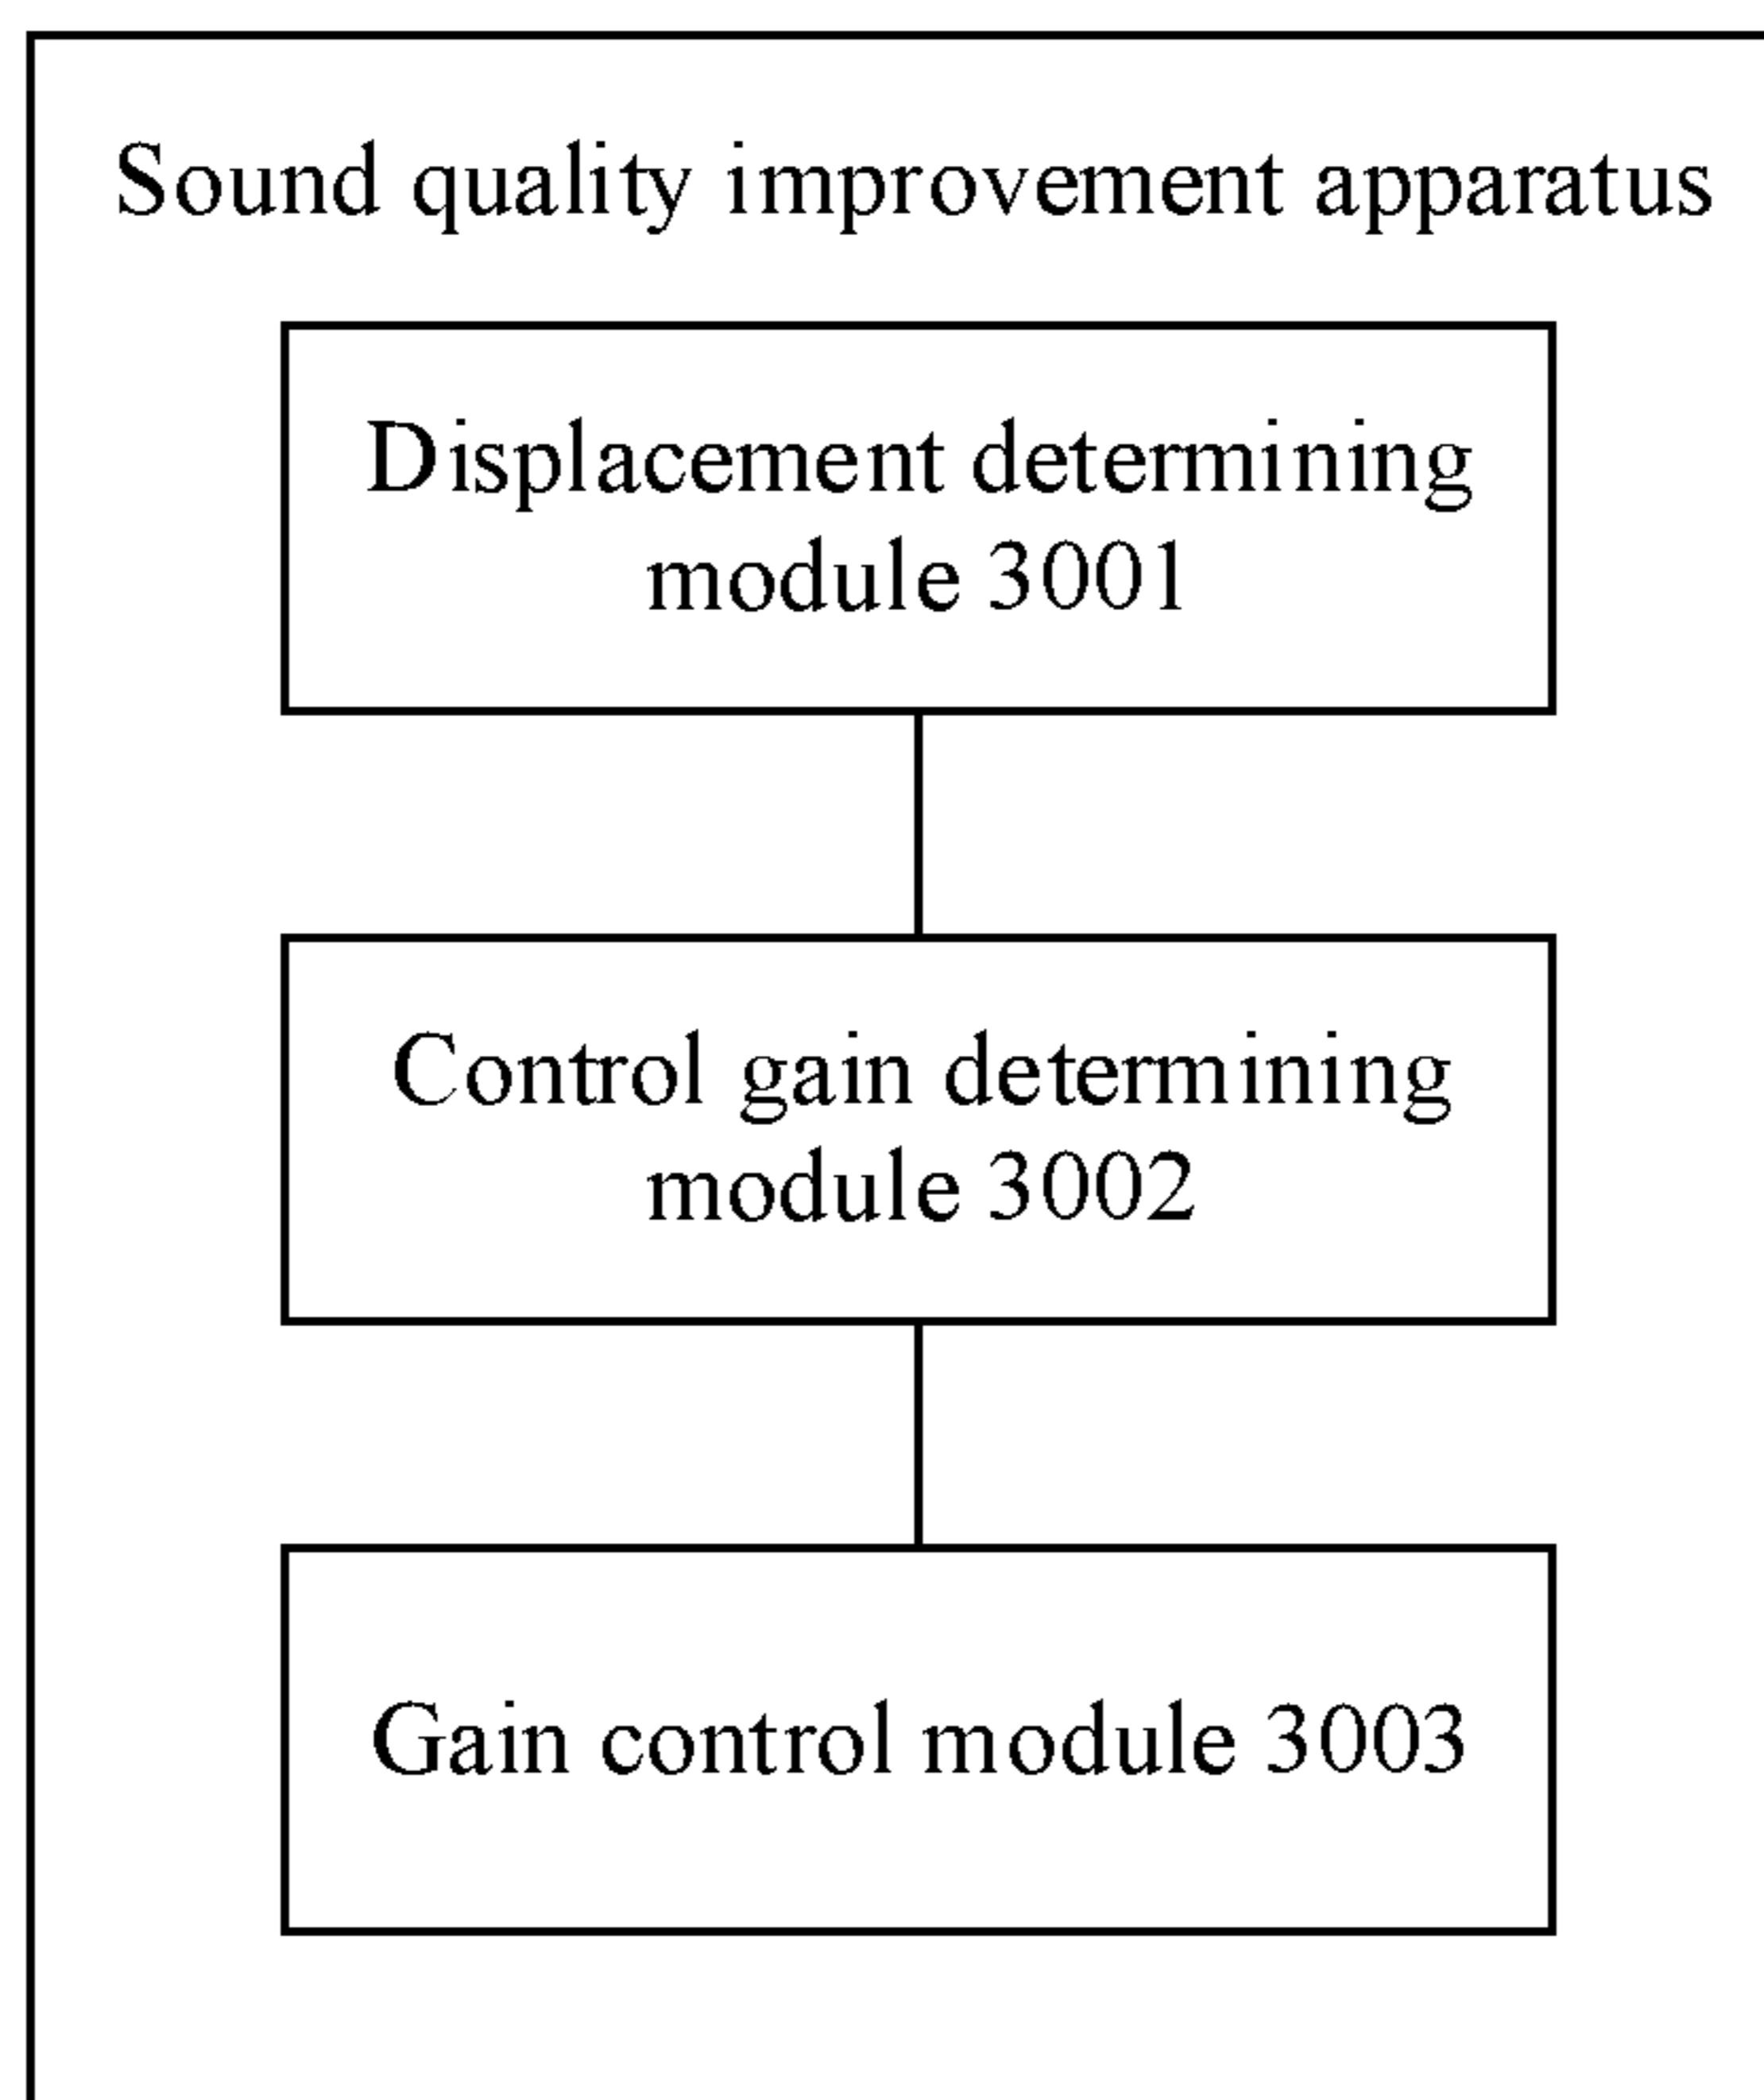 Sound quality improvement apparatus
Displacement determining
module 3001
Control gain determining
module 3002
Gain control module 3003